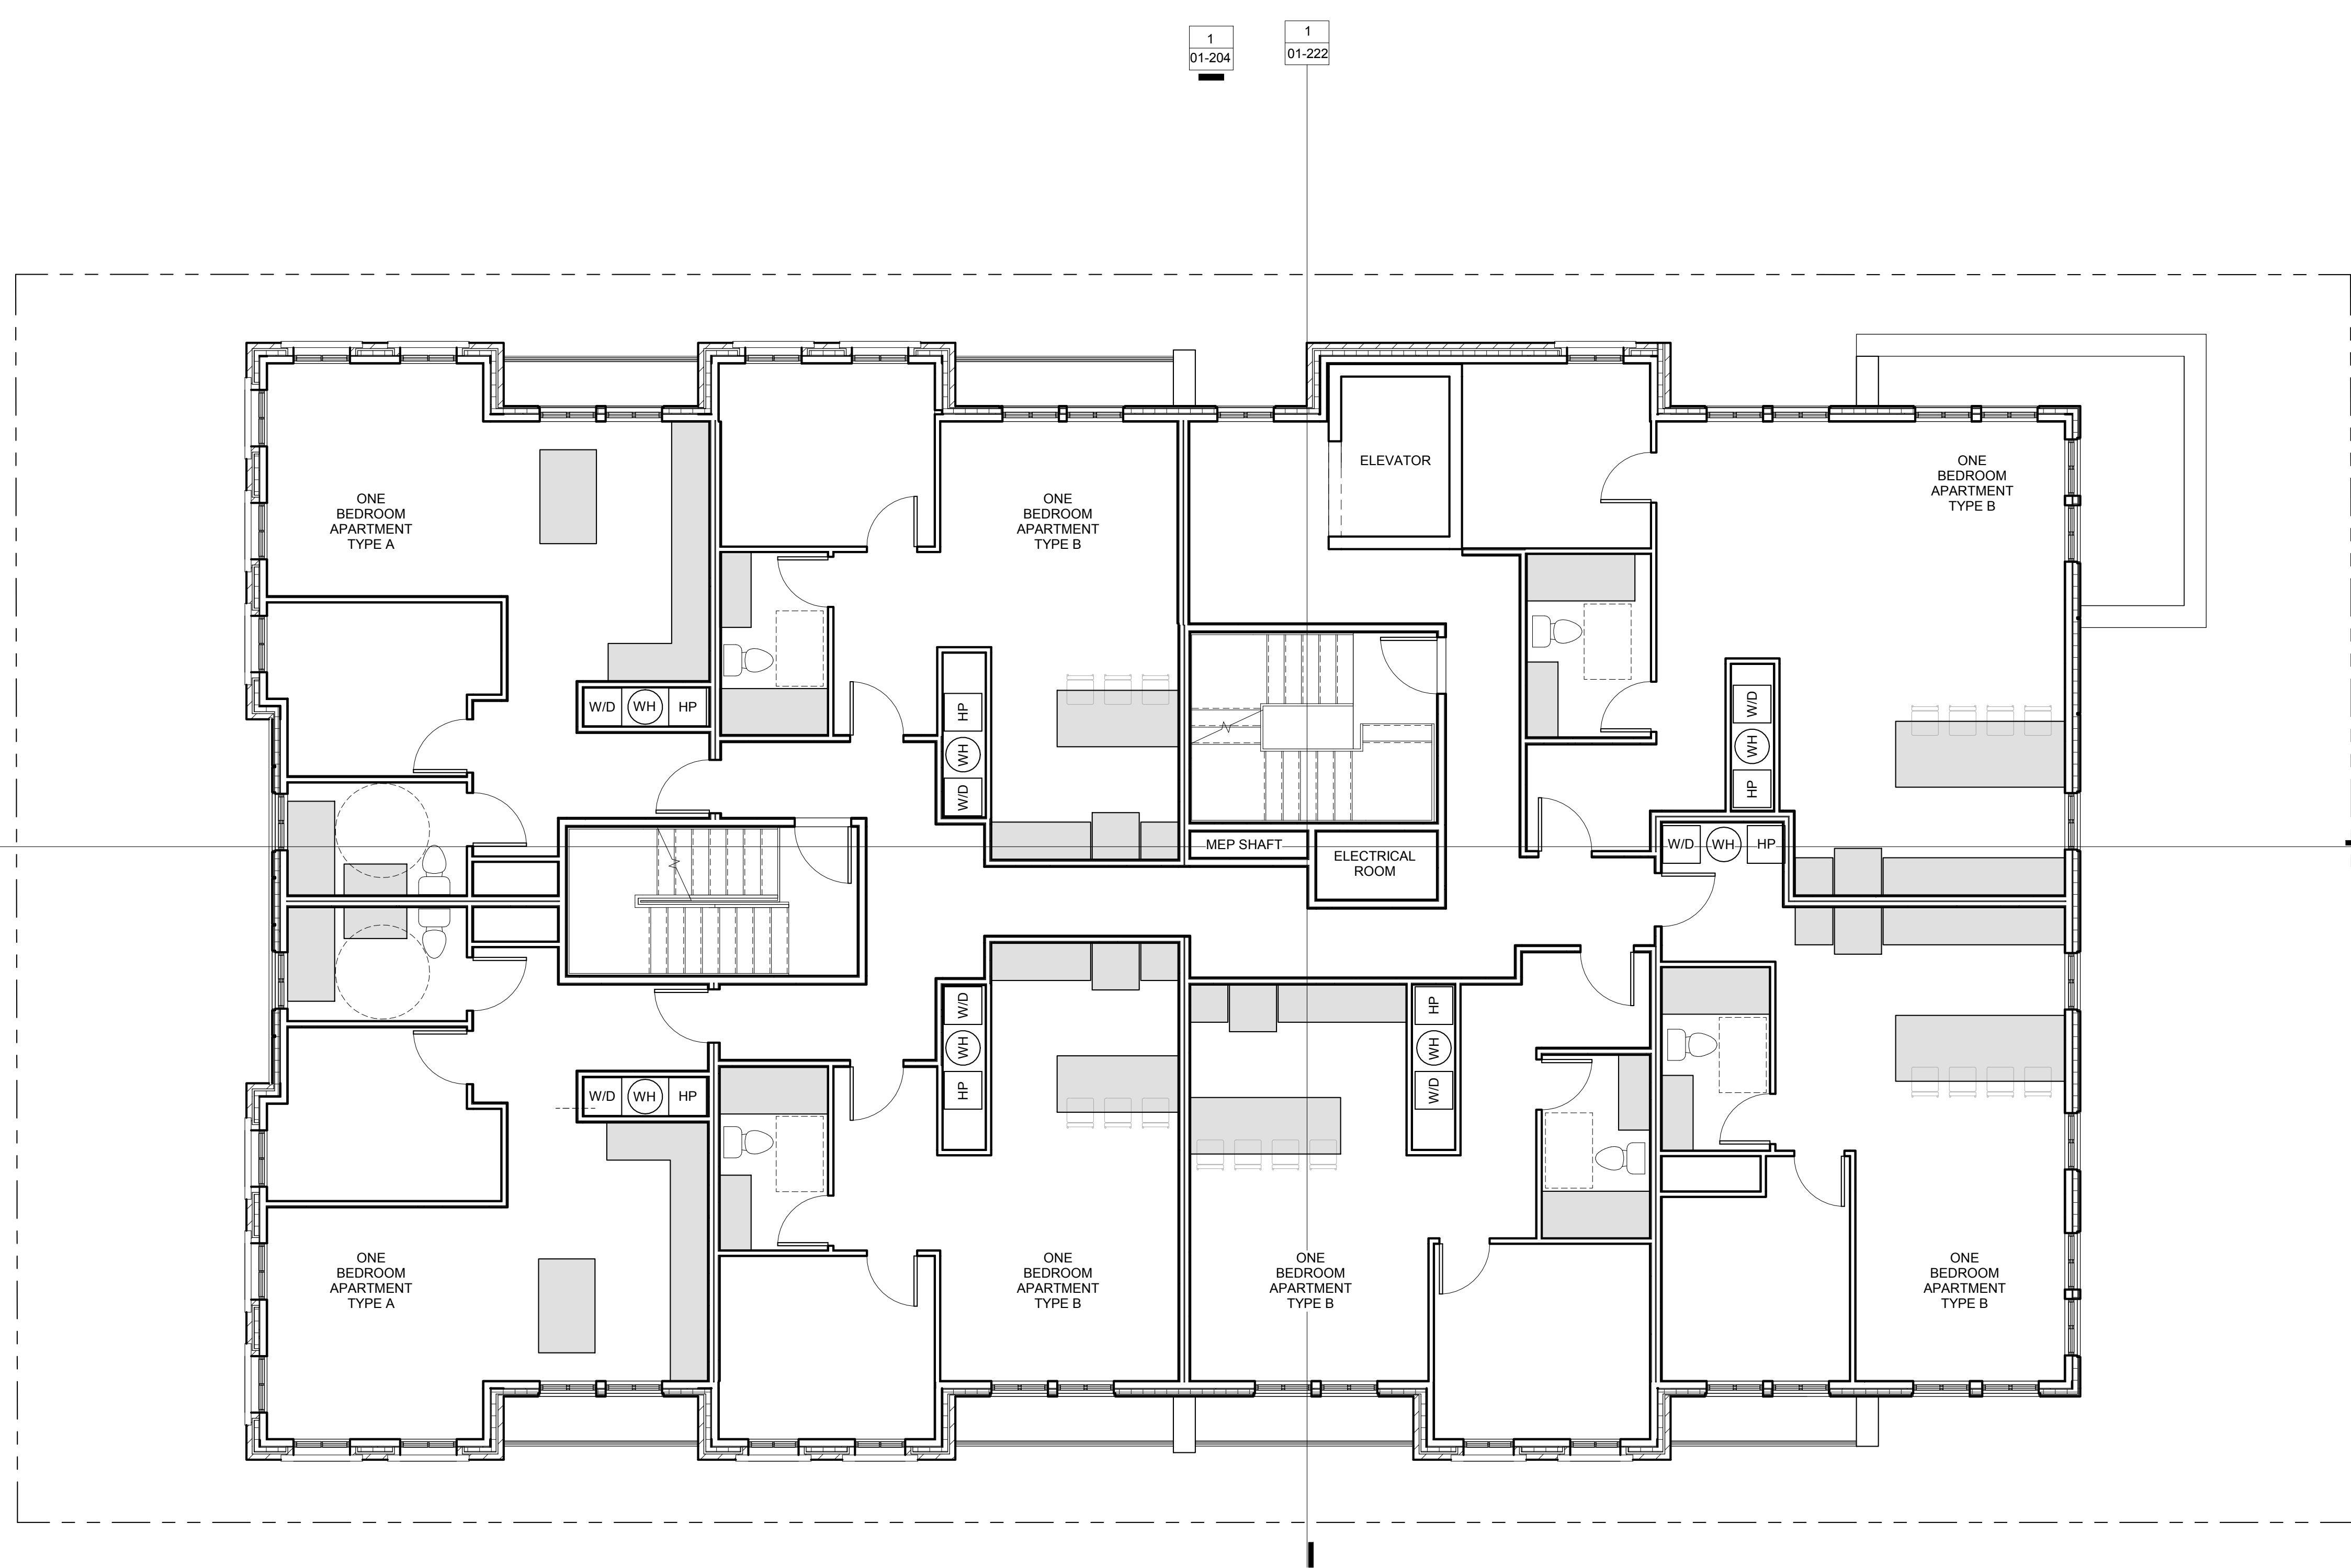 1
01-204
1
01-222
ELEVATOR
ONE
BEDROOM
APARTMENT
TYPE B
ONE
BEDROOM
APARTMENT
TYPE A
ONE
BEDROOM
APARTMENT
TYPE B
W/D WH HP
HP
WH
W/D
W/D
WH
HP
MEP SHAFT
ELECTRICAL
ROOM
W/D WH HP
W/D
WH
HP
HP
WH
W/D
W/D WH HP
ONE
BEDROOM
APARTMENT
TYPE A
ONE
BEDROOM
APARTMENT
TYPE B
ONE
BEDROOM
APARTMENT
TYPE B
ONE
BEDROOM
APARTMENT
TYPE B